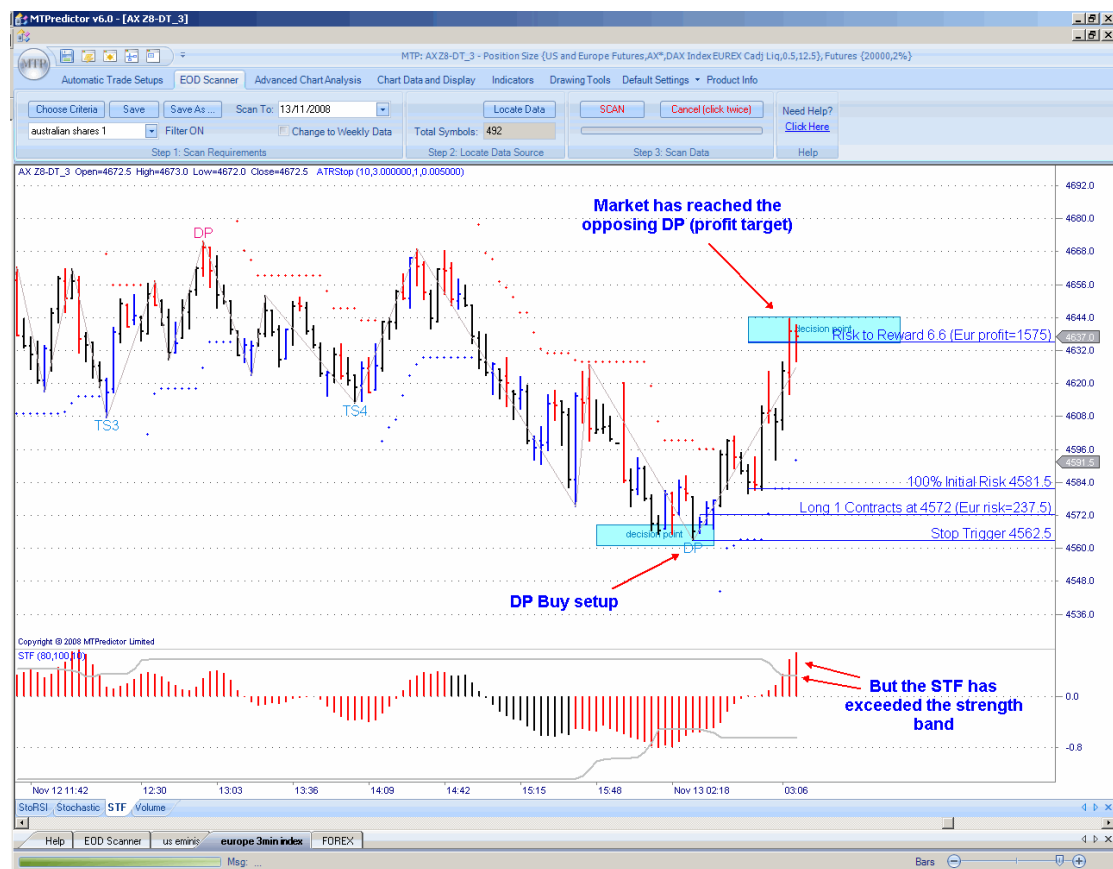 MTPredictor v6.0 - [AX Z8-DT_3]
MTP: AXZ8-DT_3 - Position Size {US and Europe Futures,AX*,DAX Index EUREX Cadj Liq,0.5,12.5}, Futures {20000,2%}
MTP
Automatic Trade Setups EOD Scanner Advanced Chart Analysis Chart Data and Display Indicators Drawing Tools Default Settings Product Info
Choose Criteria Save Save As ... Scan To: 13/11/2008 Locate Data SCAN Cancel (click twice) Need Help?
australian shares 1 Filter ON Change to Weekly Data Total Symbols: 492 Click Here
Step 1: Scan Requirements Step 2: Locate Data Source Step 3: Scan Data Help
AX Z8-DT_3 Open=4672.5 High=4673.0 Low=4672.0 Close=4672.5 ATRStop (10,3.000000,1,0.005000)
4692.0
Market has reached the
opposing DP (profit target)
4680.0
DP
4668.0
4656.0
4644.0
decision point
Risk to Reward 6.6 (Eur profit=1575)
4637.0
4632.0
4620.0
TS4
4608.0
TS3
4596.0
4591.5
4584.0
100% Initial Risk 4581.5
Long 1 Contracts at 4572 (Eur risk=237.5)
4572.0
decision point
Stop Trigger 4562.5
4560.0
DP
4548.0
DP Buy setup
4536.0
Copyright © 2008 MTPredictor Limited
STF (80,100,10)
But the STF has
exceeded the strength
band
0.0
-0.8
Nov 12 11:42 12:30 13:03 13:36 14:09 14:42 15:15 15:48 Nov 13 02:18 03:06
StoRSI Stochastic STF Volume
Help EOD Scanner us eminis europe 3min index FOREX
Msg: ... Bars